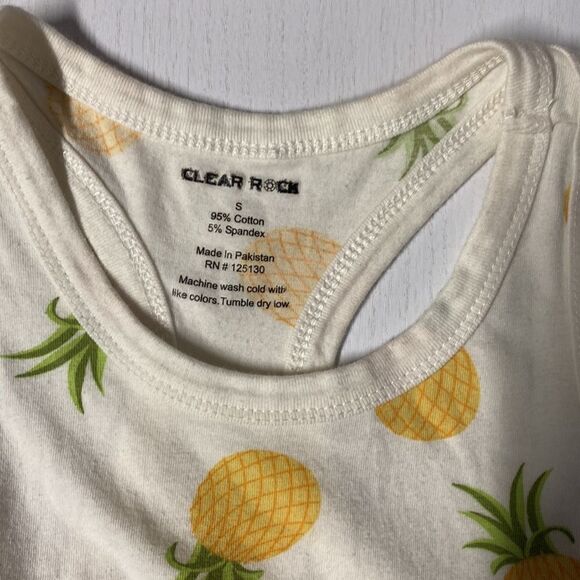 CLEAR ROCK
S
95% Cotton
5% Spandex
Made in Pakistan
RN # 125130
Machine wash cold with
like colors.Tumble dry low